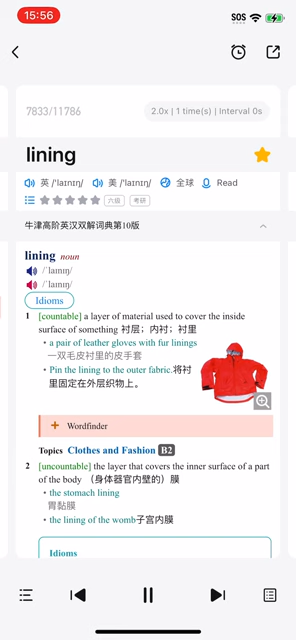 15:56
SOS
7833/11786
2.0x | 1 time(s) | Interval 0s
lining
英 /'laɪnɪŋ/ 美 /'laɪnɪŋ/ 全球 Read
六级 考研
牛津高阶英汉双解词典第10版
lining noun
/ˈlaɪnɪŋ/
/ˈlaɪnɪŋ/
Idioms
1 [countable] a layer of material used to cover the inside
surface of something 衬层；内衬；衬里
• a pair of leather gloves with fur linings
一双毛皮衬里的皮手套
• Pin the lining to the outer fabric.将衬
里固定在外层织物上。
+ Wordfinder
Topics Clothes and Fashion B2
2 [uncountable] the layer that covers the inner surface of a part
of the body （身体器官内壁的）膜
• the stomach lining
胃黏膜
• the lining of the womb子宫内膜
Idioms